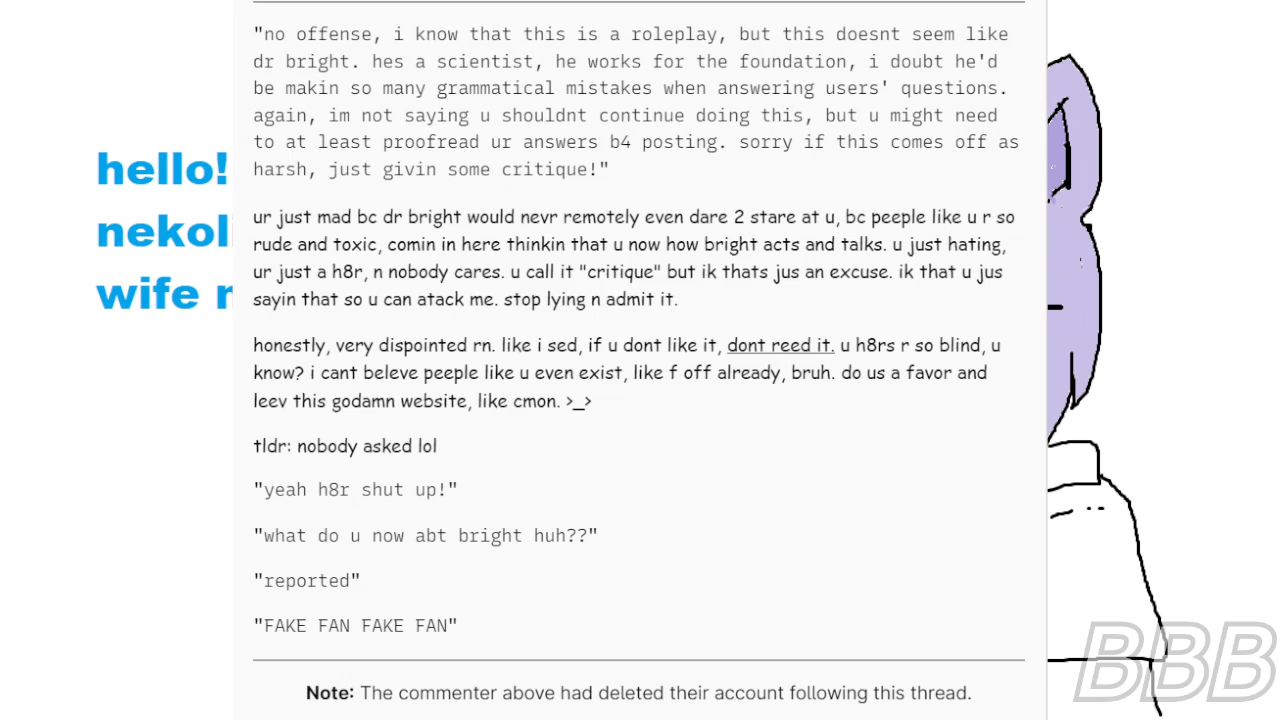 "no offense, i know that this is a roleplay, but this doesnt seem like
dr bright. hes a scientist, he works for the foundation, i doubt he'd
be makin so many grammatical mistakes when answering users' questions.
again, im not saying u shouldnt continue doing this, but u might need
to at least proofread ur answers b4 posting. sorry if this comes off as
harsh, just givin some critique!"
hello!
nekol
wife
ur just mad bc dr bright would nevr remotely even dare 2 stare at u, bc peeple like u r so
rude and toxic, comin in here thinkin that u now how bright acts and talks. u just hating,
ur just a h8r, n nobody cares. u call it "critique" but ik thats jus an excuse. ik that u jus
sayin that so u can atack me. stop lying n admit it.
honestly, very dispointed rn. like i sed, if u dont like it, dont reed it. u h8rs r so blind, u
know? i cant beleve peeple like u even exist, like f off already, bruh. do us a favor and
leev this godamn website, like cmon. >_>
tldr: nobody asked lol
"yeah h8r shut up!"
"what do u now abt bright huh??"
"reported"
"FAKE FAN FAKE FAN"
Note: The commenter above had deleted their account following this thread.
BBB